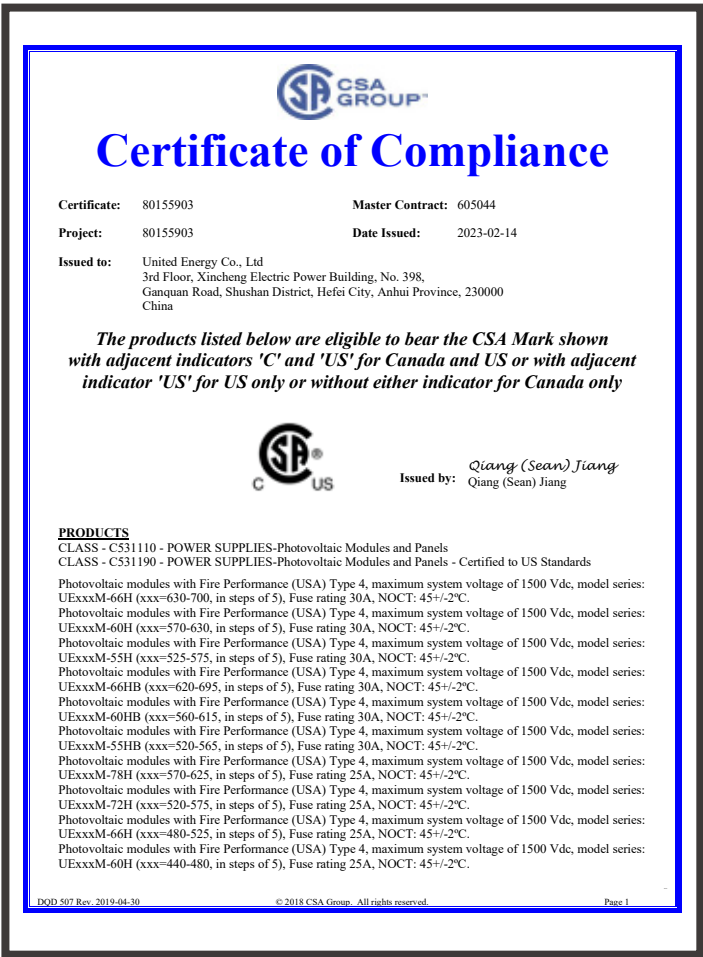 CSA
GROUP™
Certificate of Compliance
Certificate: 80155903 Master Contract: 605044
Project: 80155903 Date Issued: 2023-02-14
Issued to: United Energy Co., Ltd
3rd Floor, Xincheng Electric Power Building, No. 398,
Ganquan Road, Shushan District, Hefei City, Anhui Province, 230000
China
The products listed below are eligible to bear the CSA Mark shown
with adjacent indicators 'C' and 'US' for Canada and US or with adjacent
indicator 'US' for US only or without either indicator for Canada only
SA®
C US
Qiang (Sean) Jiang
Issued by: Qiang (Sean) Jiang
PRODUCTS
CLASS - C531110 - POWER SUPPLIES-Photovoltaic Modules and Panels
CLASS - C531190 - POWER SUPPLIES-Photovoltaic Modules and Panels - Certified to US Standards
Photovoltaic modules with Fire Performance (USA) Type 4, maximum system voltage of 1500 Vdc, model series:
UExxxM-66H (xxx=630-700, in steps of 5), Fuse rating 30A, NOCT: 45+/-2ºC.
Photovoltaic modules with Fire Performance (USA) Type 4, maximum system voltage of 1500 Vdc, model series:
UExxxM-60H (xxx=570-630, in steps of 5), Fuse rating 30A, NOCT: 45+/-2ºC.
Photovoltaic modules with Fire Performance (USA) Type 4, maximum system voltage of 1500 Vdc, model series:
UExxxM-55H (xxx=525-575, in steps of 5), Fuse rating 30A, NOCT: 45+/-2ºC.
Photovoltaic modules with Fire Performance (USA) Type 4, maximum system voltage of 1500 Vdc, model series:
UExxxM-66HB (xxx=620-695, in steps of 5), Fuse rating 30A, NOCT: 45+/-2ºC.
Photovoltaic modules with Fire Performance (USA) Type 4, maximum system voltage of 1500 Vdc, model series:
UExxxM-60HB (xxx=560-615, in steps of 5), Fuse rating 30A, NOCT: 45+/-2ºC.
Photovoltaic modules with Fire Performance (USA) Type 4, maximum system voltage of 1500 Vdc, model series:
UExxxM-55HB (xxx=520-565, in steps of 5), Fuse rating 30A, NOCT: 45+/-2ºC.
Photovoltaic modules with Fire Performance (USA) Type 4, maximum system voltage of 1500 Vdc, model series:
UExxxM-78H (xxx=570-625, in steps of 5), Fuse rating 25A, NOCT: 45+/-2ºC.
Photovoltaic modules with Fire Performance (USA) Type 4, maximum system voltage of 1500 Vdc, model series:
UExxxM-72H (xxx=520-575, in steps of 5), Fuse rating 25A, NOCT: 45+/-2ºC.
Photovoltaic modules with Fire Performance (USA) Type 4, maximum system voltage of 1500 Vdc, model series:
UExxxM-66H (xxx=480-525, in steps of 5), Fuse rating 25A, NOCT: 45+/-2ºC.
Photovoltaic modules with Fire Performance (USA) Type 4, maximum system voltage of 1500 Vdc, model series:
UExxxM-60H (xxx=440-480, in steps of 5), Fuse rating 25A, NOCT: 45+/-2ºC.
DQD 507 Rev. 2019-04-30 © 2018 CSA Group. All rights reserved. Page 1